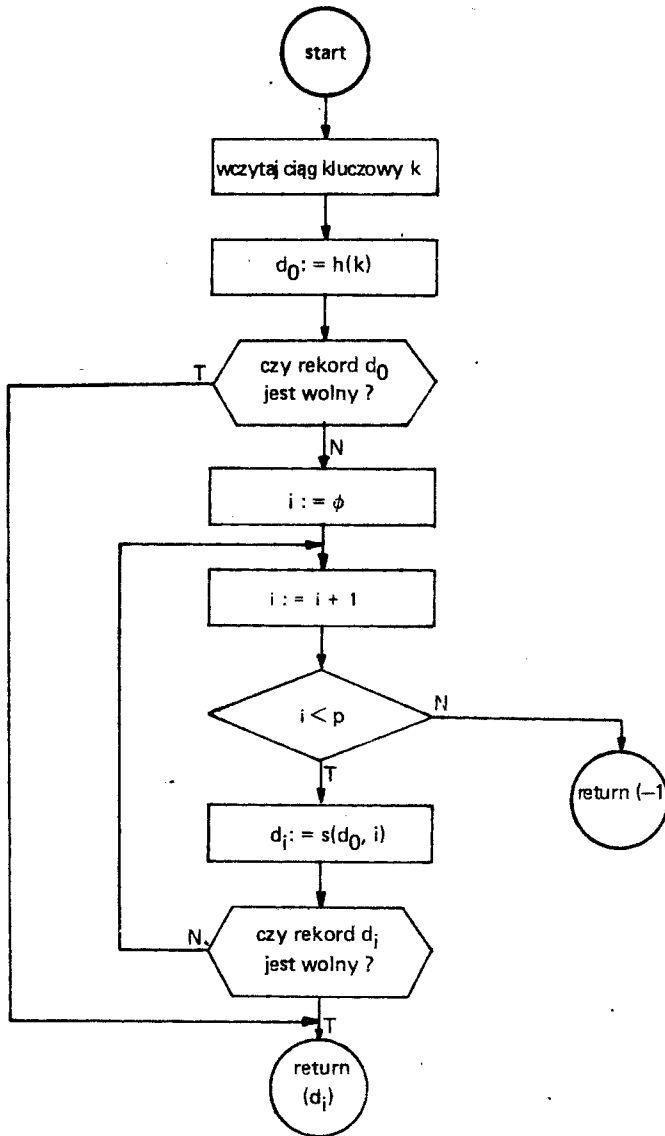 start
wczytaj ciąg kluczowy k
d0: = h(k)
czy rekord d0
jest wolny ?
T
N
i : = ϕ
i : = i + 1
i < p
N
T
return (–1
di: = s(d0, i)
czy rekord di
jest wolny ?
N
T
return
(di)